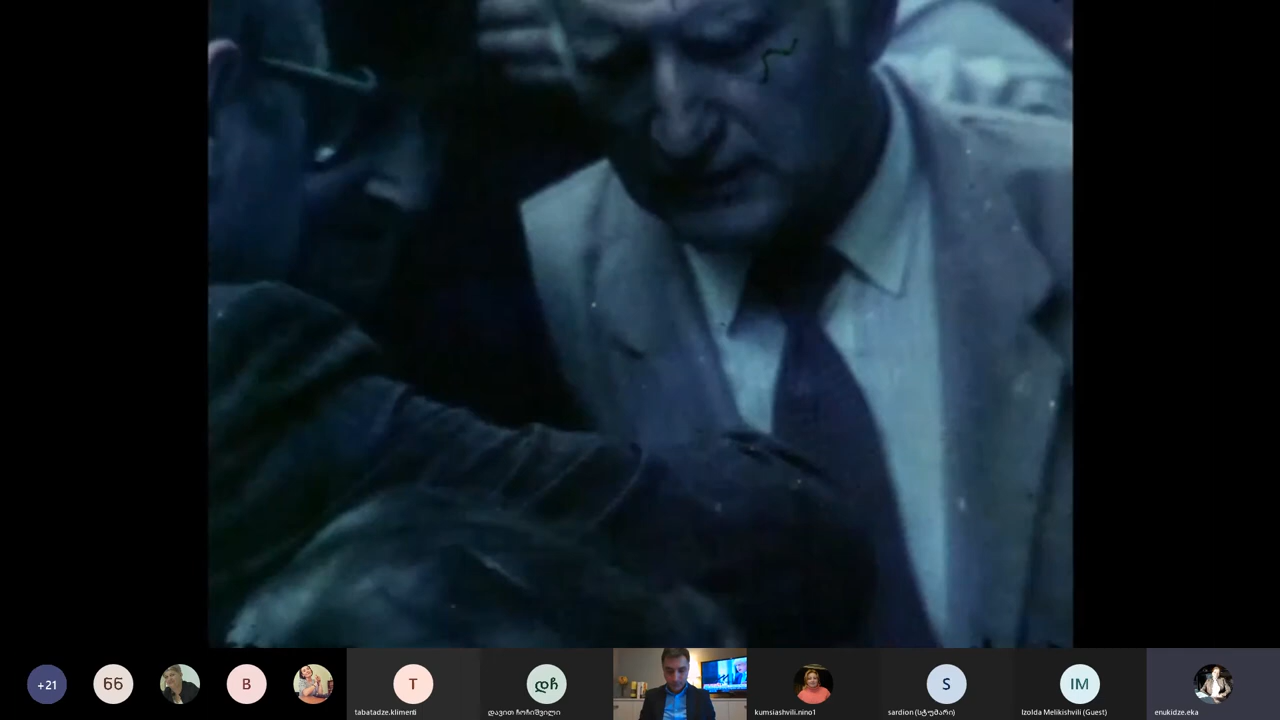 +21
ნნ
B
T
დჩ
S
IM
tabatadze.klimenti
დავით ჩოჩიშვილი
kumsiashvili.nino1
sardion (სტუმარი)
Izolda Melikishvili (Guest)
enukidze.eka